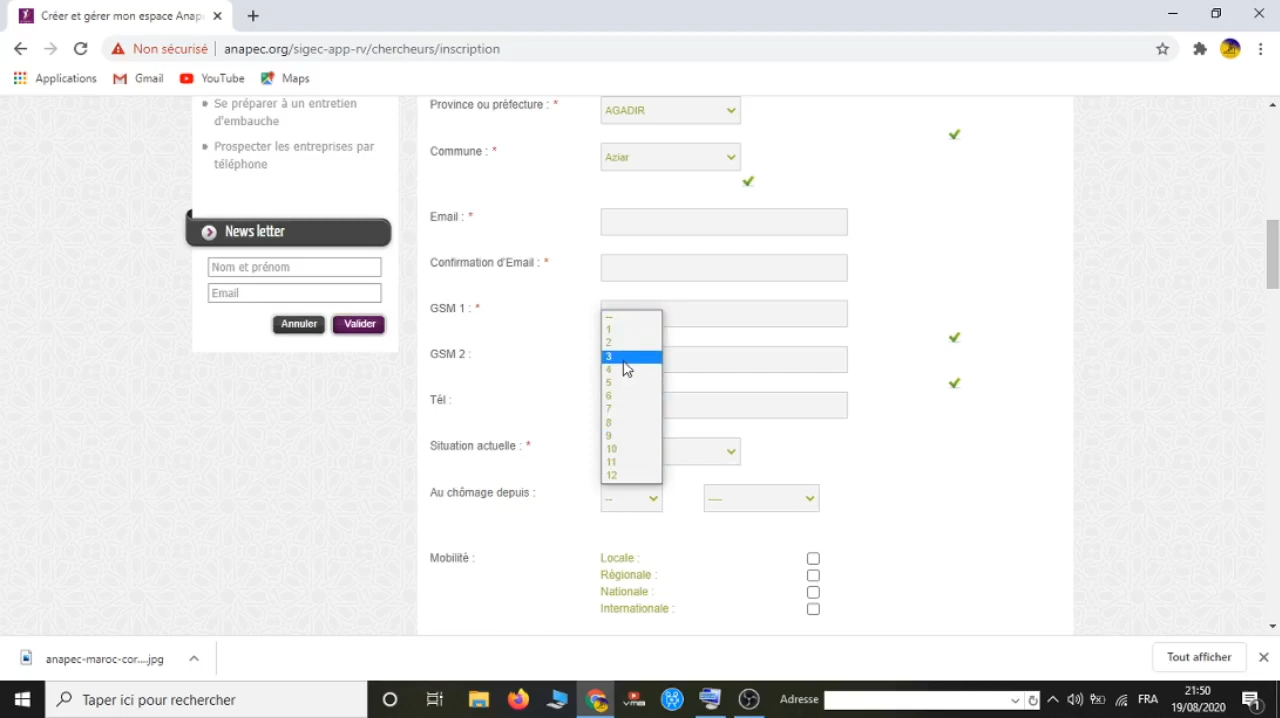 Créer et gérer mon espace Anap
Non sécurisé
anapec.org/sigec-app-rv/chercheurs/inscription
Applications
Gmail
YouTube
Maps
Se préparer à un entretien
d'embauche
Prospecter les entreprises par
téléphone
News letter
Nom et prénom
Email
Annuler
Valider
Province ou préfecture : *
AGADIR
Commune : *
Aziar
Email : *
Confirmation d'Email : *
GSM 1 : *
GSM 2 :
Tél :
Situation actuelle : *
--
1
2
3
4
5
6
7
8
9
10
11
12
Au chômage depuis :
--
----
Mobilité :
Locale :
Régionale :
Nationale :
Internationale :
anapec-maroc-cor....jpg
Tout afficher
Taper ici pour rechercher
Adresse
FRA
21:50
19/08/2020